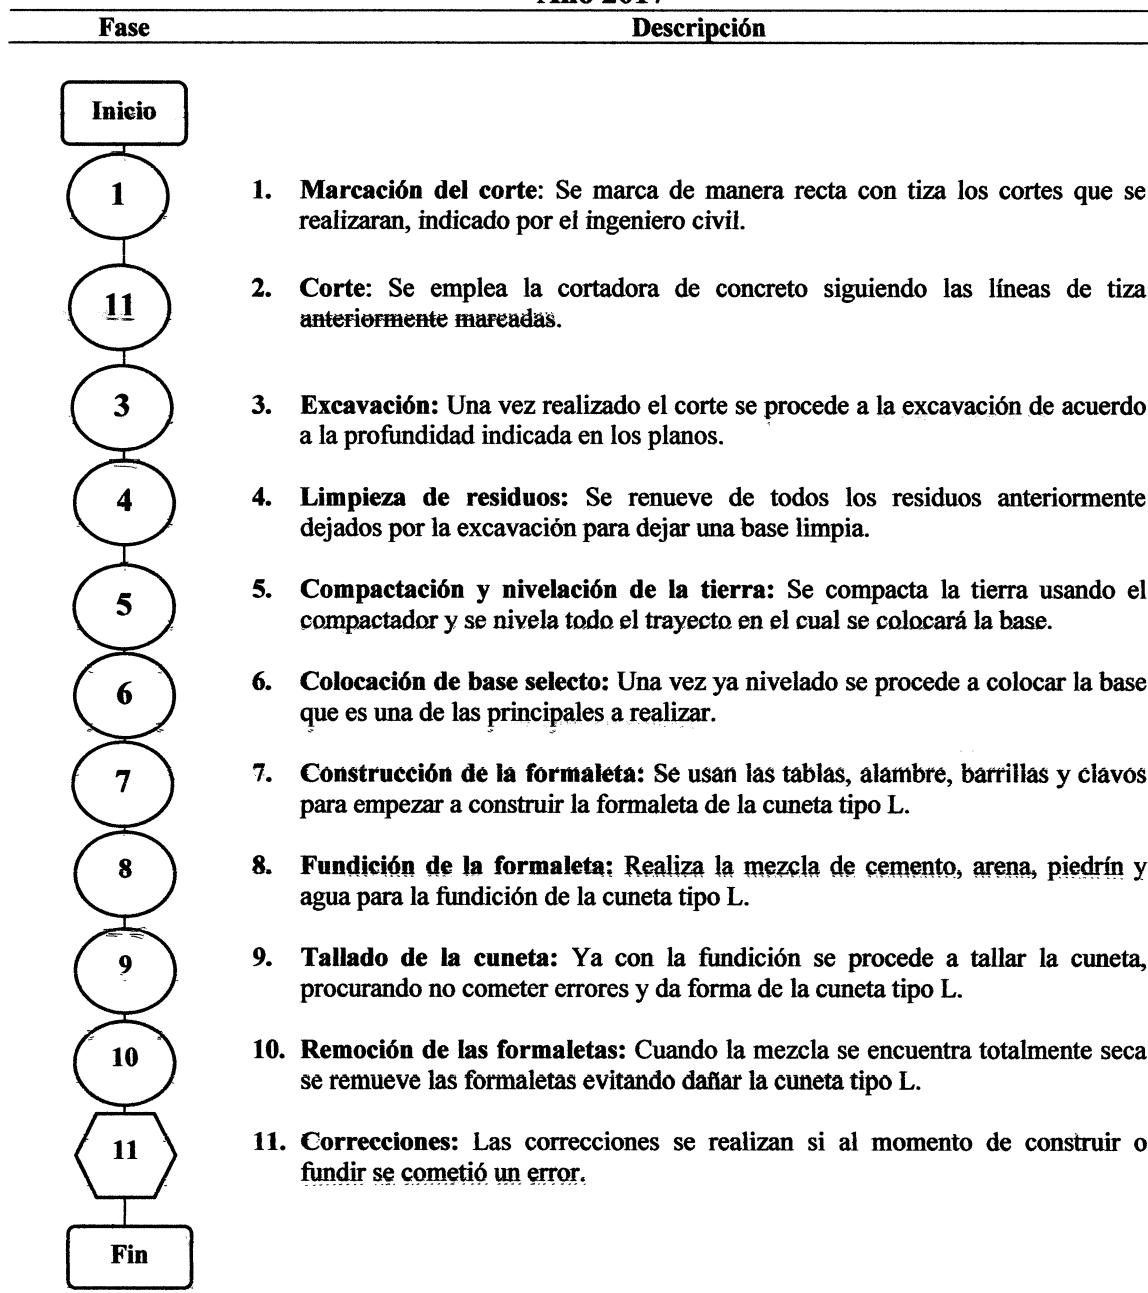 Año 2017
Fase Descripción
Inicio
1
1. Marcación del corte: Se marca de manera recta con tiza los cortes que se
realizaran, indicado por el ingeniero civil.
11
2. Corte: Se emplea la cortadora de concreto siguiendo las líneas de tiza
anteriormente marcadas.
3
3. Excavación: Una vez realizado el corte se procede a la excavación de acuerdo
a la profundidad indicada en los planos.
4
4. Limpieza de residuos: Se renueve de todos los residuos anteriormente
dejados por la excavación para dejar una base limpia.
5
5. Compactación y nivelación de la tierra: Se compacta la tierra usando el
compactador y se nivela todo el trayecto en el cual se colocará la base.
6
6. Colocación de base selecto: Una vez ya nivelado se procede a colocar la base
que es una de las principales a realizar.
7
7. Construcción de la formaleta: Se usan las tablas, alambre, barrillas y clavos
para empezar a construir la formaleta de la cuneta tipo L.
8
8. Fundición de la formaleta: Realiza la mezcla de cemento, arena, piedrín y
agua para la fundición de la cuneta tipo L.
9
9. Tallado de la cuneta: Ya con la fundición se procede a tallar la cuneta,
procurando no cometer errores y da forma de la cuneta tipo L.
10
10. Remoción de las formaletas: Cuando la mezcla se encuentra totalmente seca
se remueve las formaletas evitando dañar la cuneta tipo L.
11
11. Correcciones: Las correcciones se realizan si al momento de construir o
fundir se cometió un error.
Fin